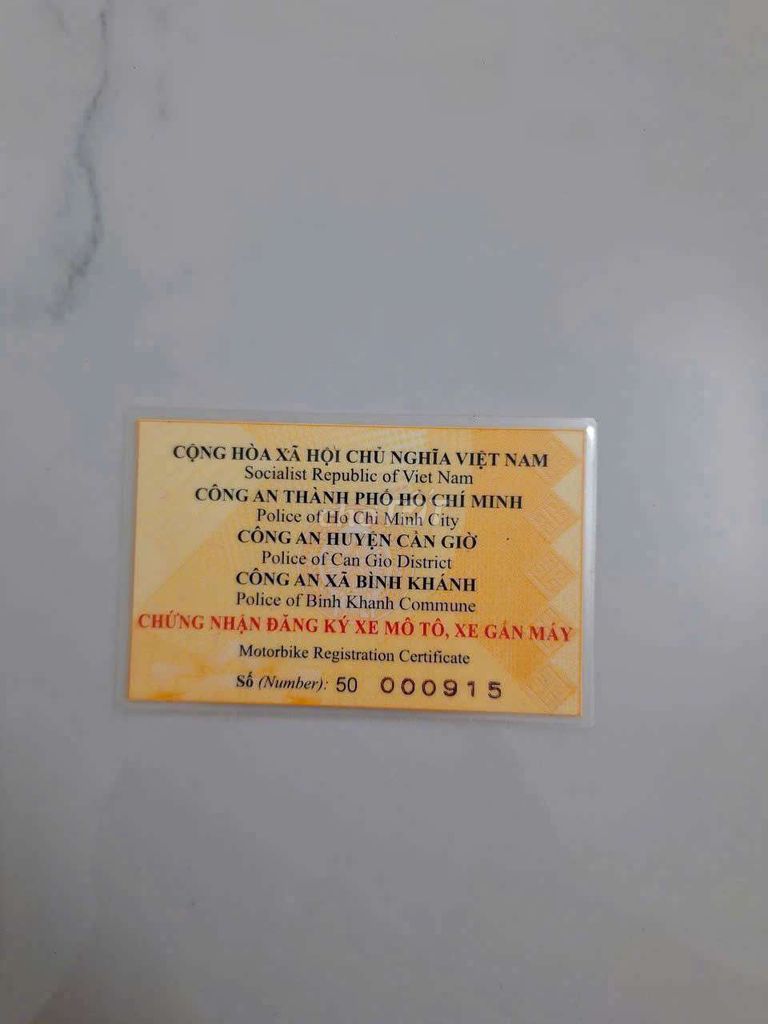 CỘNG HÒA XÃ HỘI CHỦ NGHĨA VIỆT NAM
Socialist Republic of Viet Nam
CÔNG AN THÀNH PHỐ HỒ CHÍ MINH
Police of Ho Chi Minh City
CÔNG AN HUYỆN CẦN GIỜ
Police of Can Gio District
CÔNG AN XÃ BÌNH KHÁNH
Police of Binh Khanh Commune
CHỨNG NHẬN ĐĂNG KÝ XE MÔ TÔ, XE GẮN MÁY
Motorbike Registration Certificate
Số (Number): 50 000915